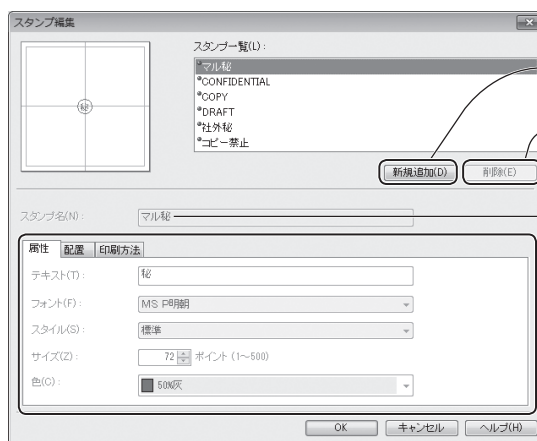 スタンプ編集
スタンプ一覧(L):
マル秘
CONFIDENTIAL
COPY
DRAFT
社外秘
コピー禁止
秘
新規追加(D) 削除(E)
スタンプ名(N): マル秘
属性 配置 印刷方法
テキスト(T): 秘
フォント(F): MS P明朝
スタイル(S): 標準
サイズ(Z): 72 ポイント (1～500)
色(C): 50%灰
OK キャンセル ヘルプ(H)